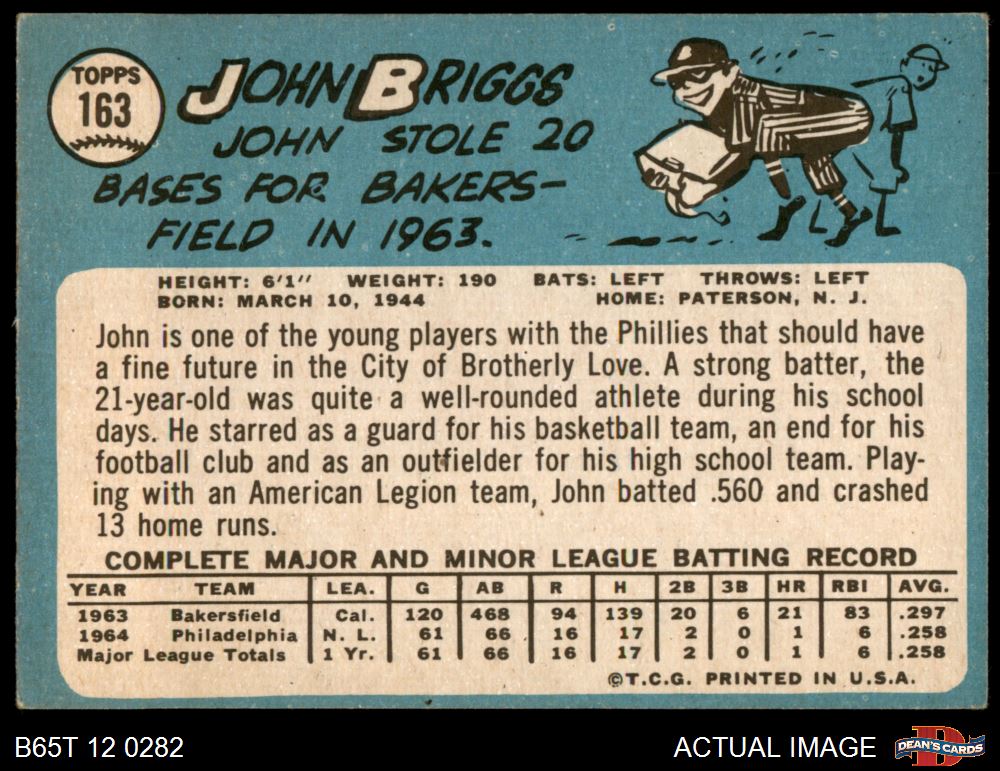 TOPPS
163
JOHN BRIGGS
JOHN STOLE 20
BASES FOR BAKERS-
FIELD IN 1963.
HEIGHT: 6'1" WEIGHT: 190 BATS: LEFT THROWS: LEFT
BORN: MARCH 10, 1944 HOME: PATERSON, N. J.
John is one of the young players with the Phillies that should have
a fine future in the City of Brotherly Love. A strong batter, the
21-year-old was quite a well-rounded athlete during his school
days. He starred as a guard for his basketball team, an end for his
football club and as an outfielder for his high school team. Play-
ing with an American Legion team, John batted .560 and crashed
13 home runs.
COMPLETE MAJOR AND MINOR LEAGUE BATTING RECORD
YEAR TEAM LEA. G AB R H 2B 3B HR RBI AVG.
1963 Bakersfield Cal. 120 468 94 139 20 6 21 83 .297
1964 Philadelphia N. L. 61 66 16 17 2 0 1 6 .258
Major League Totals 1 Yr. 61 66 16 17 2 0 1 6 .258
©T.C.G. PRINTED IN U.S.A.
B65T 12 0282 ACTUAL IMAGE DEAN'S CARDS